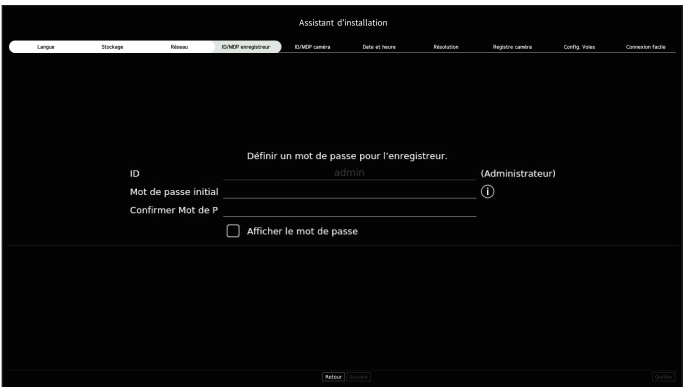 Assistant d'installation
Langue Stockage Réseau ID/MDP enregistreur ID/MDP caméra Date et heure Résolution Registre caméra Config. Voies Connexion facile
Définir un mot de passe pour l'enregistreur.
ID admin (Administrateur)
Mot de passe initial
Confirmer Mot de P
Afficher le mot de passe
Retour Suivant Quitter